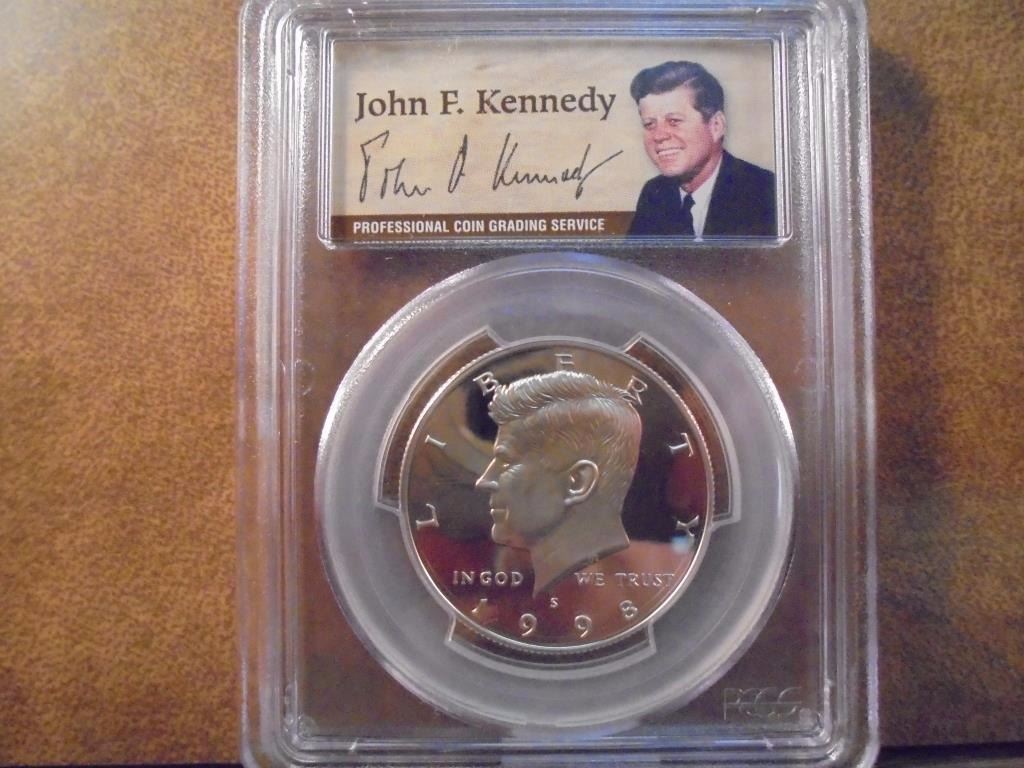 John F. Kennedy
John F Kennedy
PROFESSIONAL COIN GRADING SERVICE
LIBERTY
IN GOD WE TRUST
S
1998
PCGS